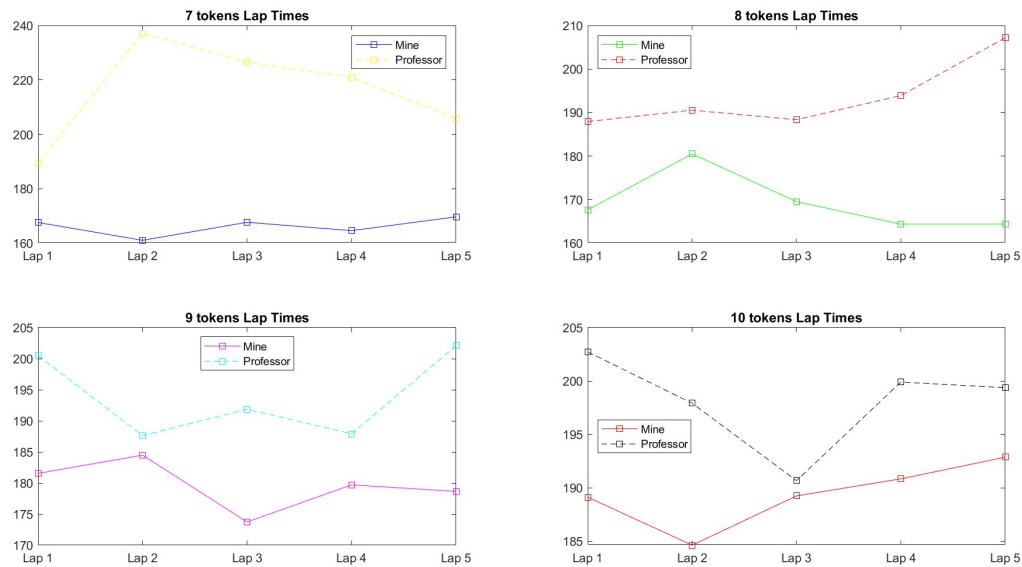 7 tokens Lap Times
240
220
200
180
160
Mine
Professor
Lap 1 Lap 2 Lap 3 Lap 4 Lap 5
8 tokens Lap Times
210
200
190
180
170
160
Mine
Professor
Lap 1 Lap 2 Lap 3 Lap 4 Lap 5
9 tokens Lap Times
205
200
195
190
185
180
175
170
Mine
Professor
Lap 1 Lap 2 Lap 3 Lap 4 Lap 5
10 tokens Lap Times
205
200
195
190
185
Mine
Professor
Lap 1 Lap 2 Lap 3 Lap 4 Lap 5